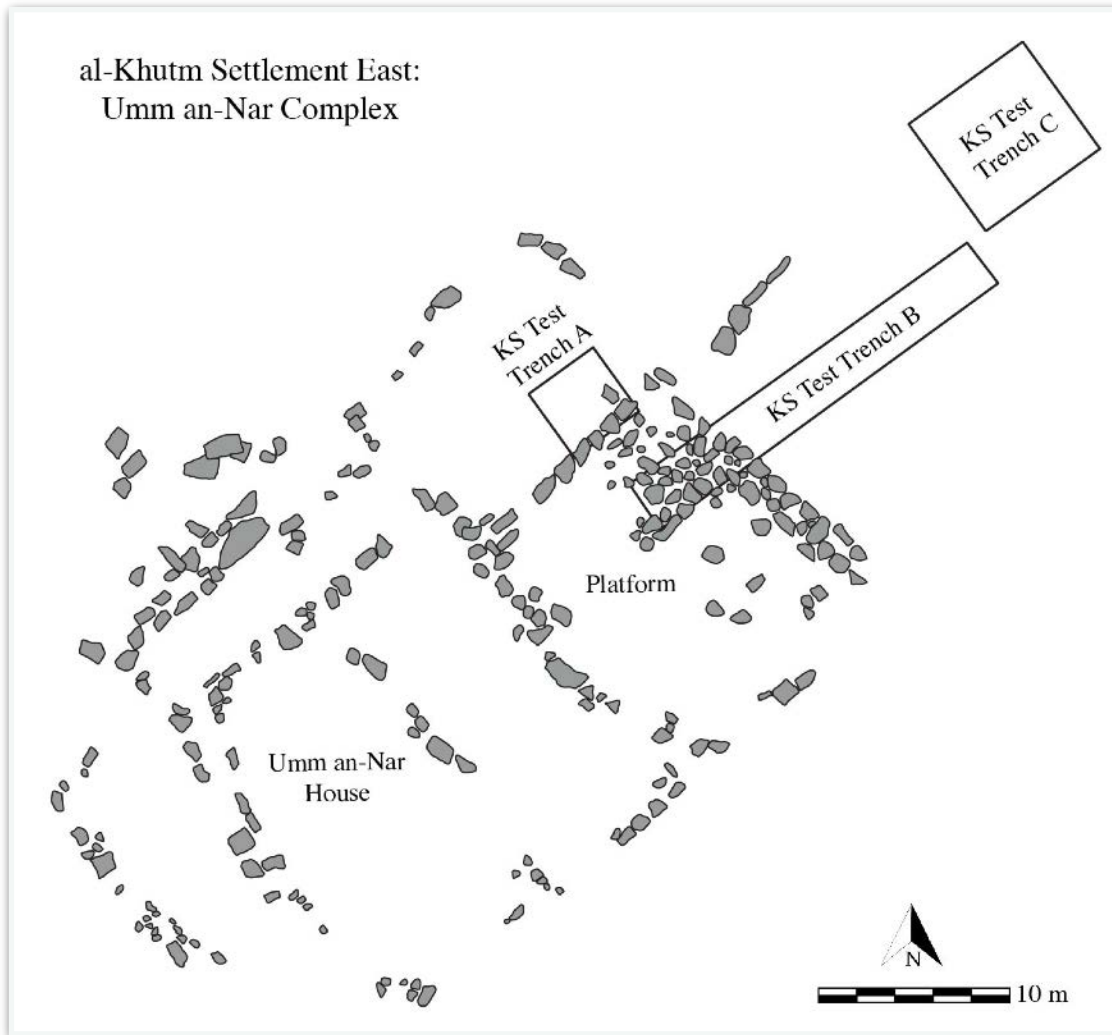 al-Khutm Settlement East:
Umm an-Nar Complex
KS Test
Trench C
KS Test
Trench A
KS Test Trench B
Platform
Umm an-Nar
House
N
10 m